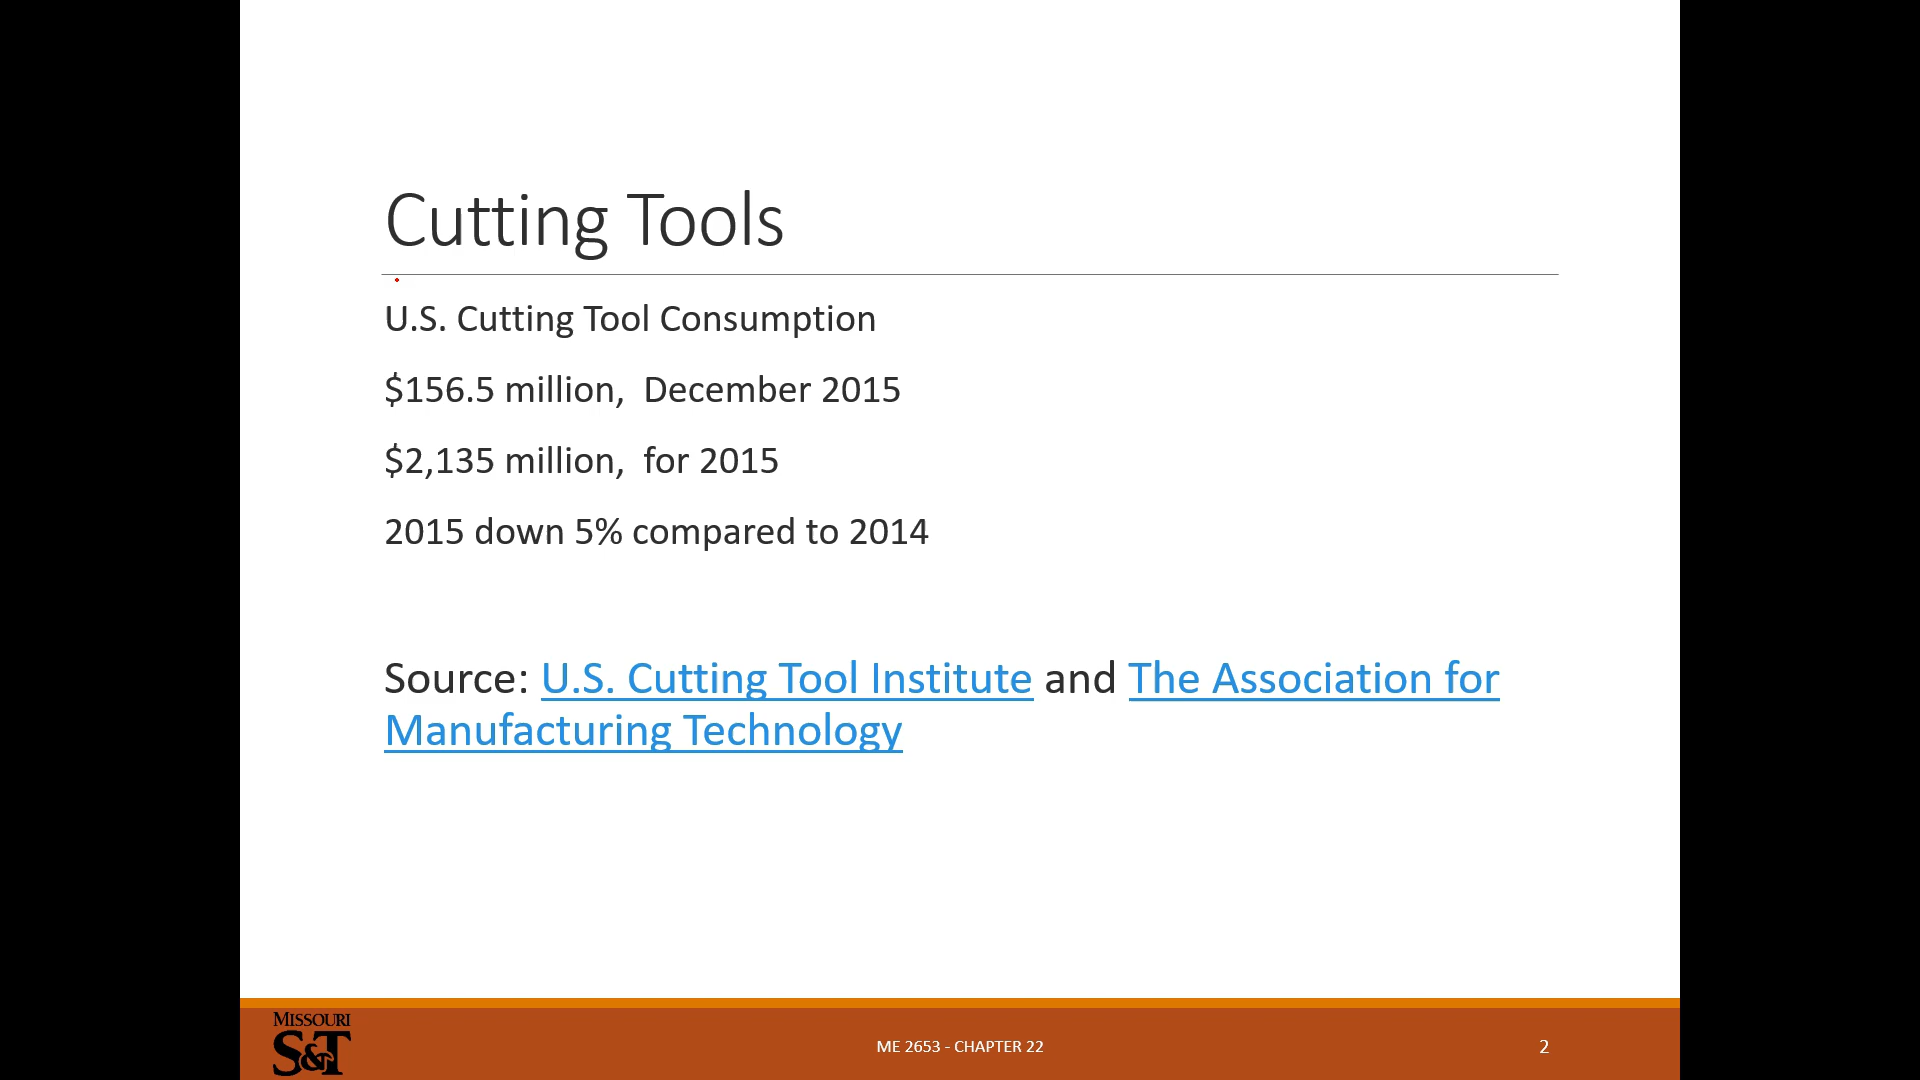 Cutting Tools
U.S. Cutting Tool Consumption
$156.5 million,  December 2015
$2,135 million,  for 2015
2015 down 5% compared to 2014
Source: U.S. Cutting Tool Institute and The Association for
Manufacturing Technology
MISSOURI
S&T
ME 2653 - CHAPTER 22
2